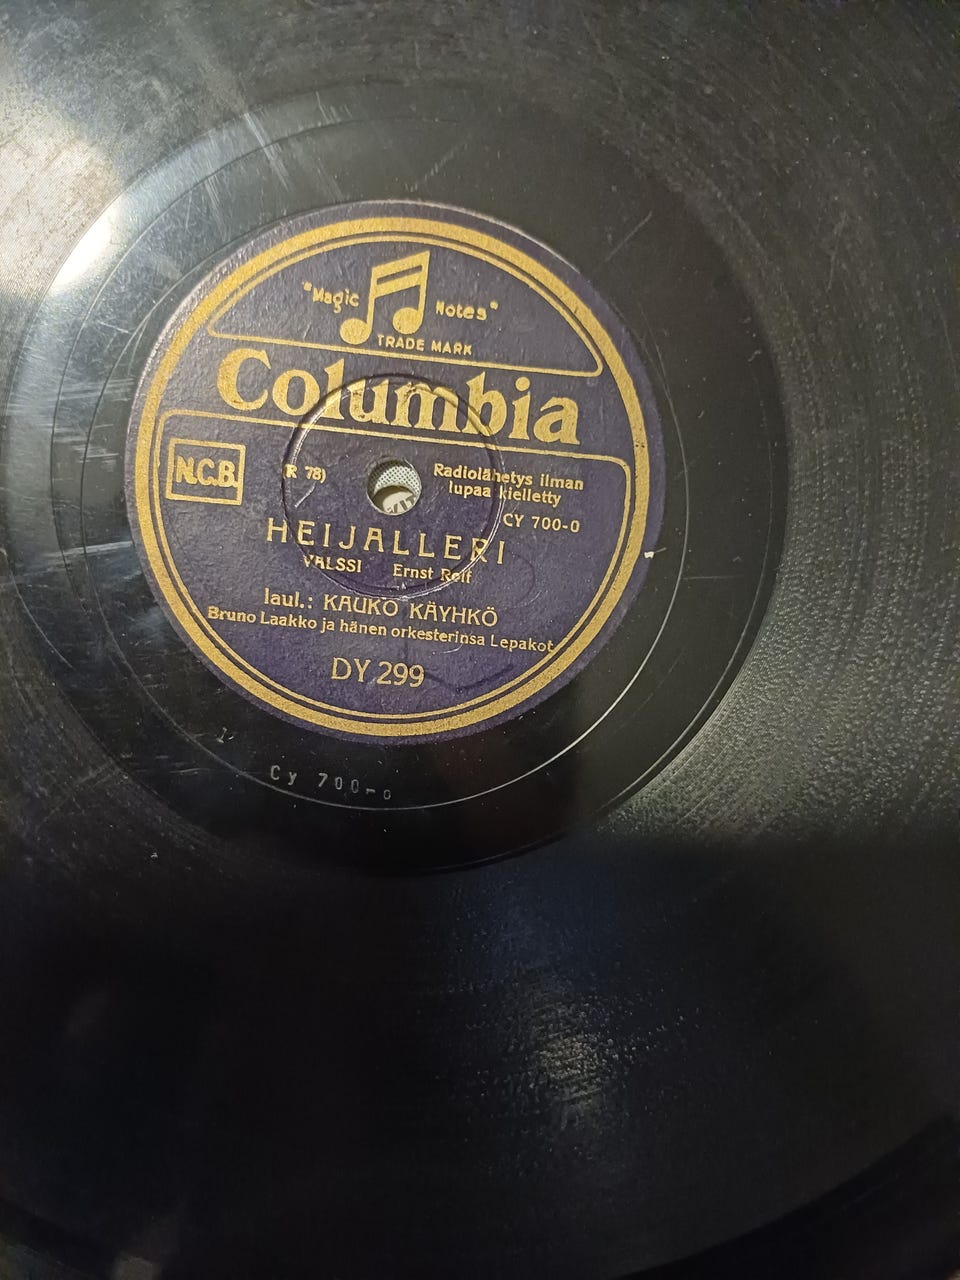 "Magic Notes"
TRADE MARK
Columbia
N.C.B.
R 78)
Radiolähetys ilman
lupaa kielletty
CY 700-0
HEIJALLERI
VALSSI Ernst Rolf
laul.: KAUKO KÄYHKÖ
Bruno Laakko ja hänen orkesterinsa Lepakot
DY 299
Cy 700-0